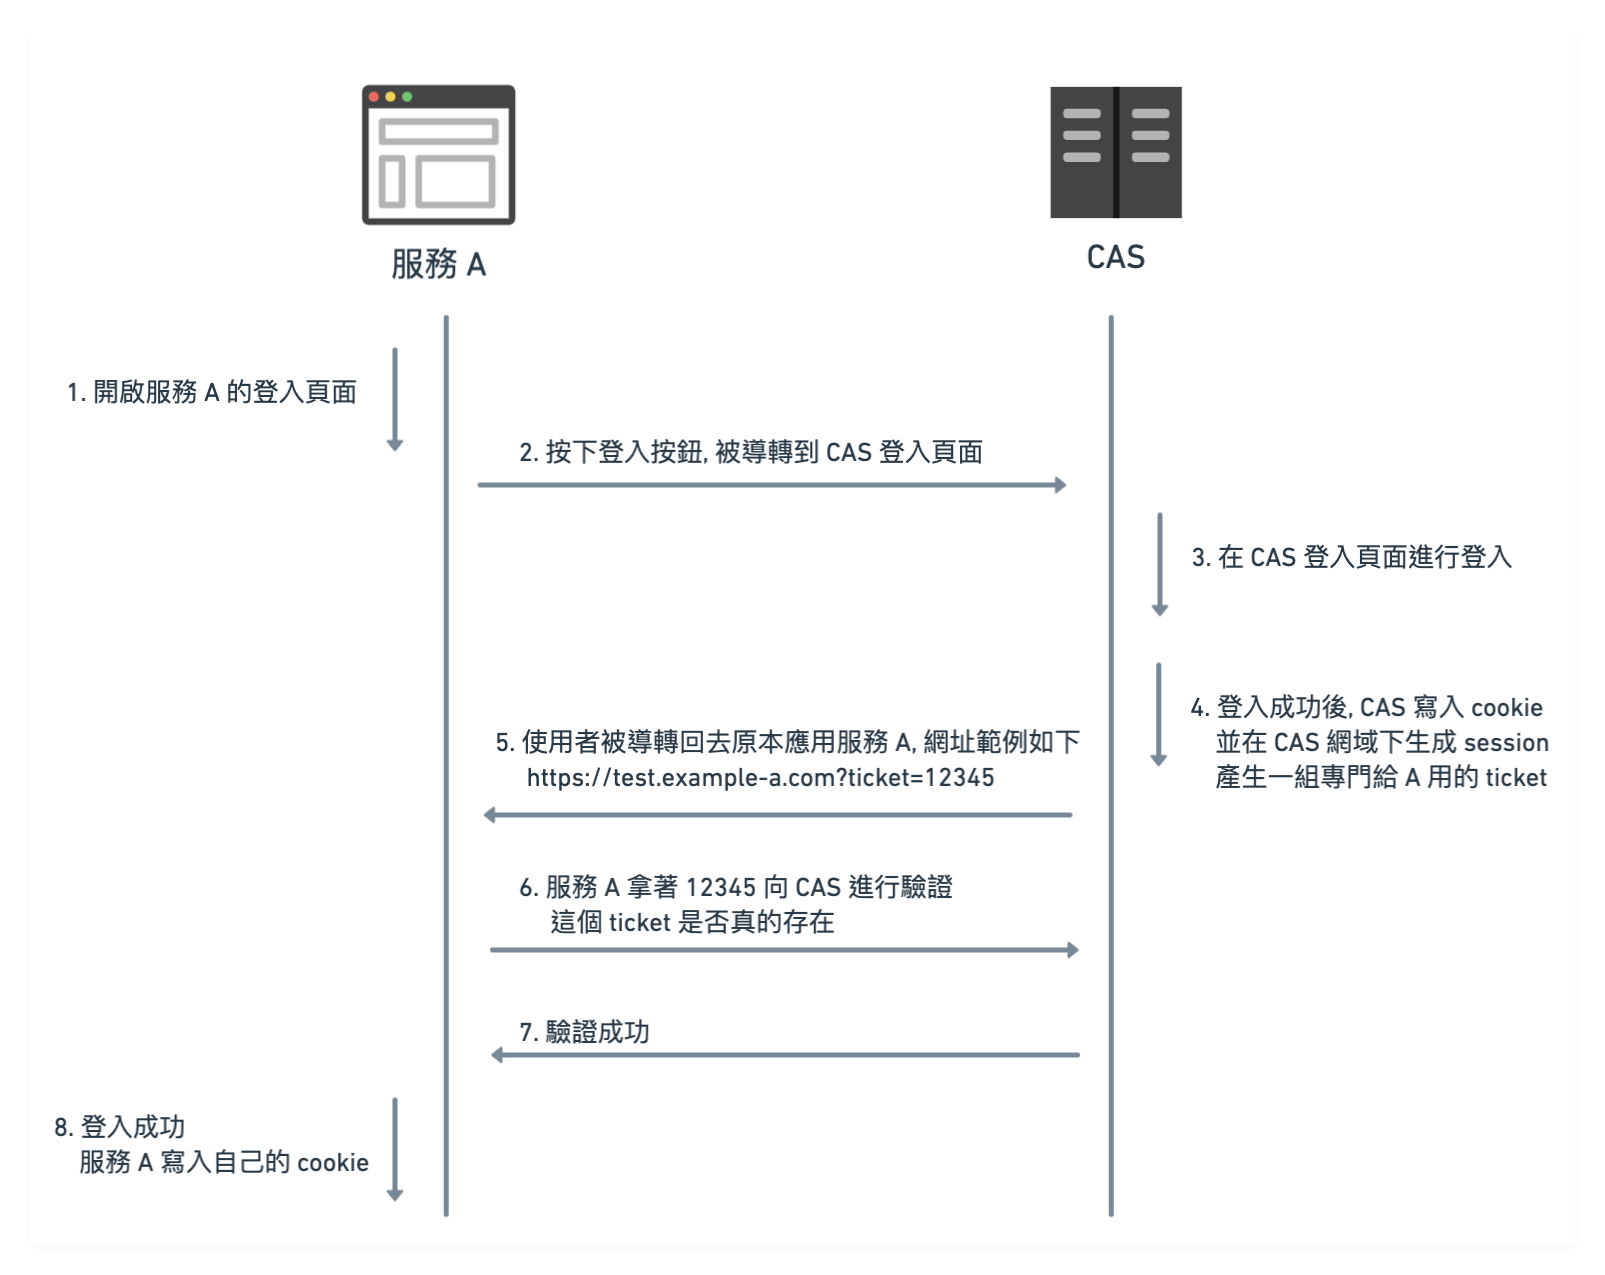 服務 A
CAS
1. 開啟服務 A 的登入頁面
2. 按下登入按鈕, 被導轉到 CAS 登入頁面
3. 在 CAS 登入頁面進行登入
4. 登入成功後, CAS 寫入 cookie
並在 CAS 網域下生成 session
產生一組專門給 A 用的 ticket
5. 使用者被導轉回去原本應用服務 A, 網址範例如下
https://test.example-a.com?ticket=12345
6. 服務 A 拿著 12345 向 CAS 進行驗證
這個 ticket 是否真的存在
7. 驗證成功
8. 登入成功
服務 A 寫入自己的 cookie